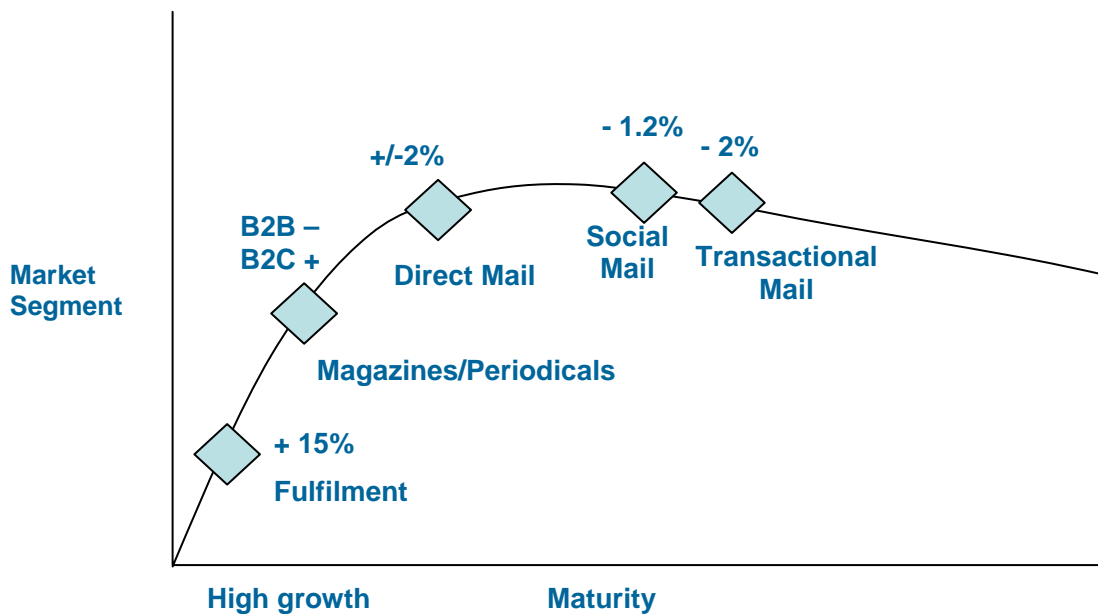 - 1.2%
- 2%
+/-2%
B2B –
B2C +
Social
Mail
Transactional
Mail
Direct Mail
Market
Segment
Magazines/Periodicals
+ 15%
Fulfilment
High growth
Maturity